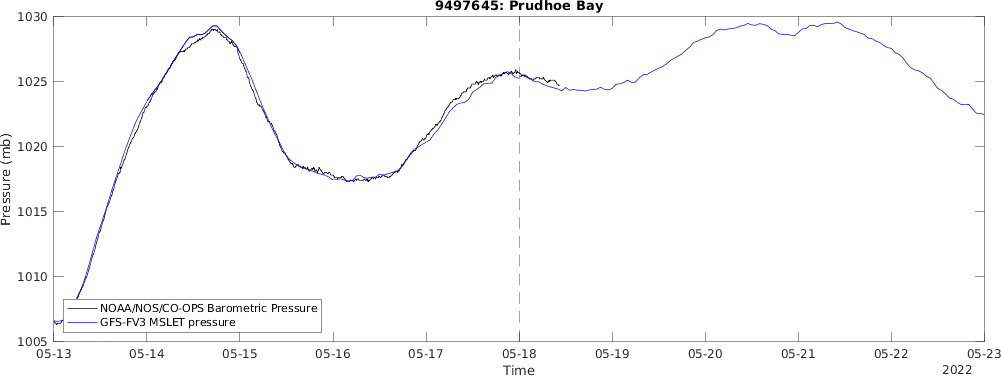 9497645: Prudhoe Bay
1030
1025
1020
1015
1010
1005
Pressure (mb)
NOAA/NOS/CO-OPS Barometric Pressure
GFS-FV3 MSLET pressure
05-13 05-14 05-15 05-16 05-17 05-18 05-19 05-20 05-21 05-22 05-23
Time
2022